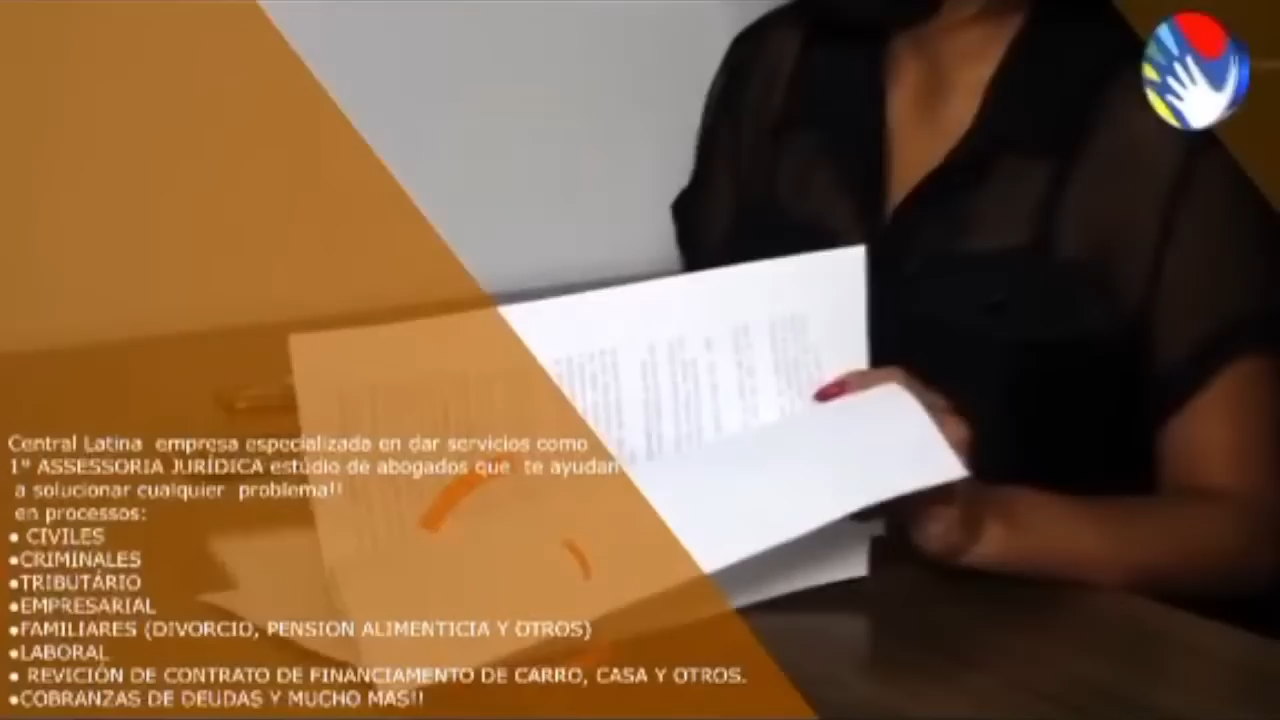 Central Latina empresa especializada en dar servicios como
1º ASSESSORIA JURÍDICA estúdio de abogados que te ayudan
a solucionar cualquier problema!!
en processos:
• CIVILES
•CRIMINALES
•TRIBUTÁRIO
•EMPRESARIAL
•FAMILIARES (DIVORCIO, PENSION ALIMENTICIA Y OTROS)
•LABORAL
• REVICIÓN DE CONTRATO DE FINANCIAMENTO DE CARRO, CASA Y OTROS.
•COBRANZAS DE DEUDAS Y MUCHO MAS!!